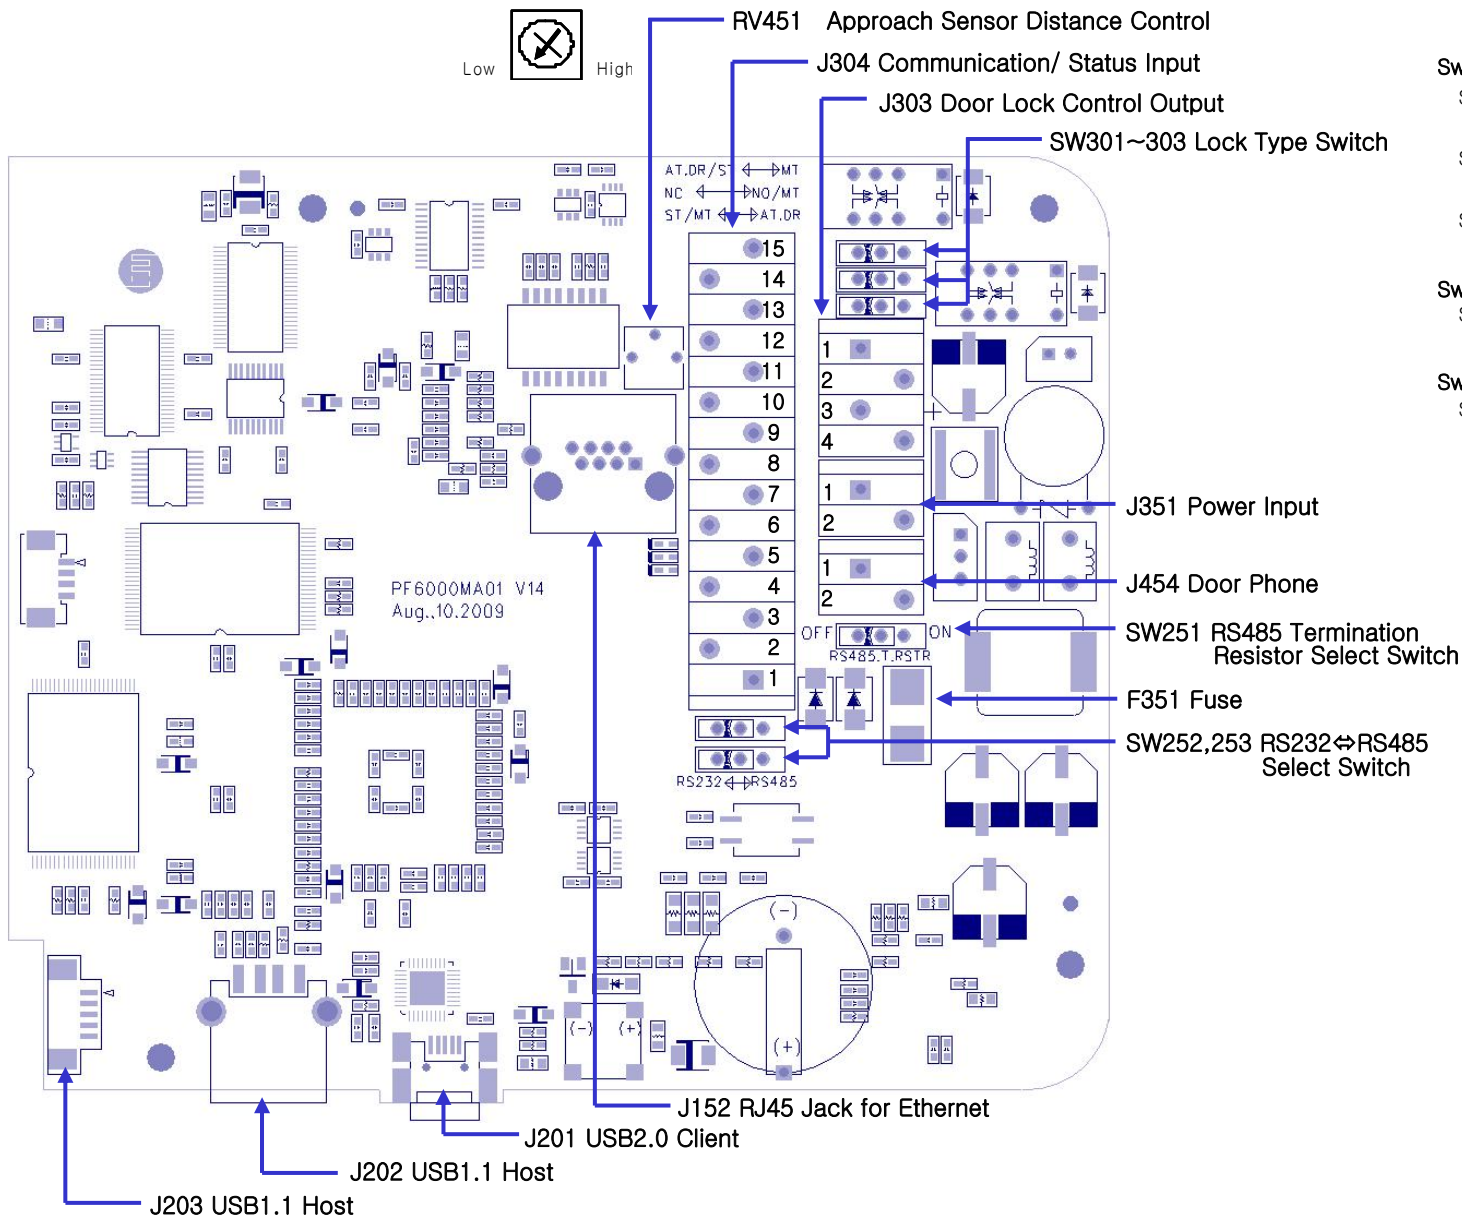 RV451 Approach Sensor Distance Control
Low High
J304 Communication/ Status Input
Sw
S
J303 Door Lock Control Output
SW301~303 Lock Type Switch
S
AT.DR/ST MT
NC NO/MT
ST/MT AT.DR
S
15
14
Sw
13
S
12
1
11
2
Sw
10
3
S
9
4
8
7
1
J351 Power Input
6
2
5
1
J454 Door Phone
4
2
PF6000MA01 V14
Aug.,10.2009
3
OFF ON
SW251 RS485 Termination
Resistor Select Switch
2
RS485.T.RSTR
1
F351 Fuse
SW252,253 RS232⇔RS485
Select Switch
RS232 RS485
(-)
(-) (+)
(+)
J152 RJ45 Jack for Ethernet
J201 USB2.0 Client
J202 USB1.1 Host
J203 USB1.1 Host